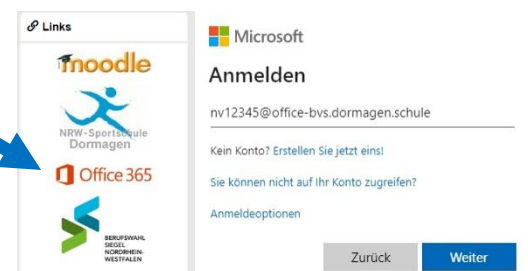 Links
moodle
NRW-Sportschule
Dormagen
Office 365
BERUFSWAHL
SIEGEL
NORDRHEIN-
WESTFALEN
Microsoft
Anmelden
nv12345@office-bvs.dormagen.schule
Kein Konto? Erstellen Sie jetzt eins!
Sie können nicht auf Ihr Konto zugreifen?
Anmeldeoptionen
Zurück
Weiter